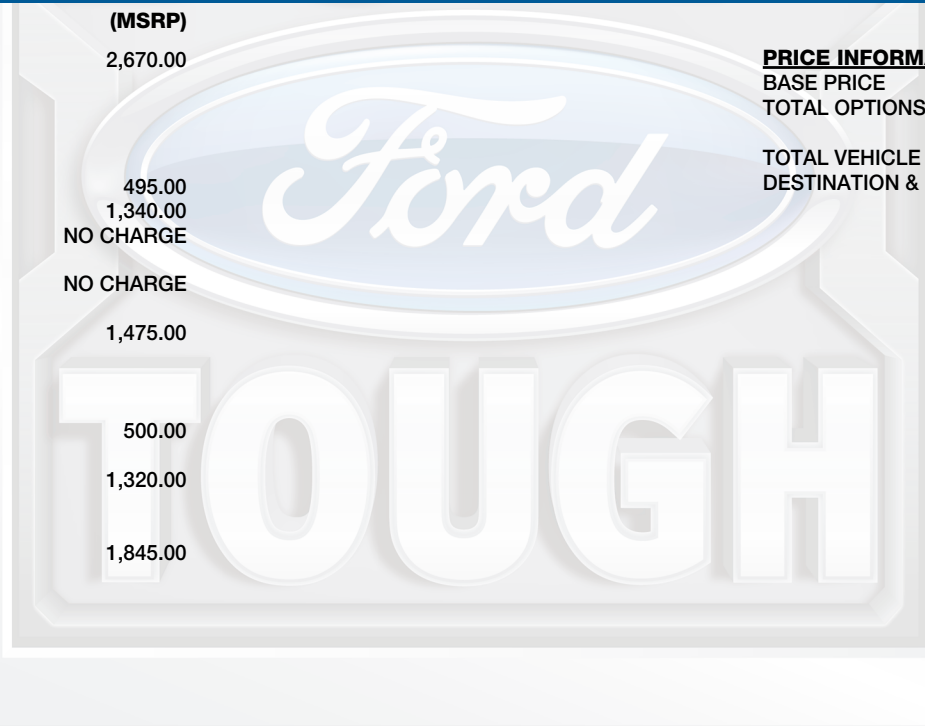 (MSRP)
2,670.00
495.00
1,340.00
NO CHARGE
NO CHARGE
1,475.00
500.00
1,320.00
1,845.00
PRICE INFORMA
BASE PRICE
TOTAL OPTIONS
TOTAL VEHICLE
DESTINATION &
Ford
TOUGH